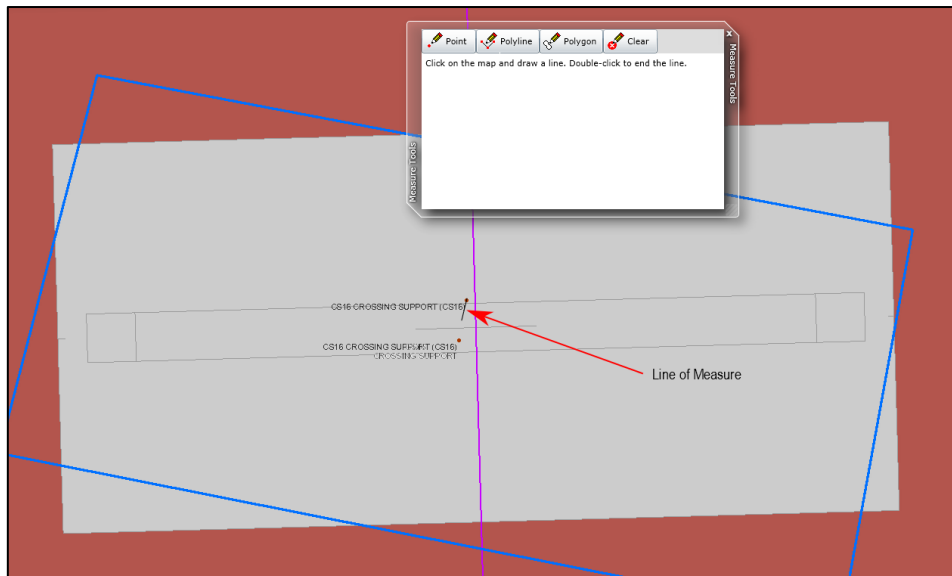 Point Polyline Polygon Clear
x
Click on the map and draw a line. Double-click to end the line.
Measure Tools
Measure Tools
CS16 CROSSING SUPPORT (CS16)
CS16 CROSSING SUPPORT (CS16)
CROSSING SUPPORT
Line of Measure